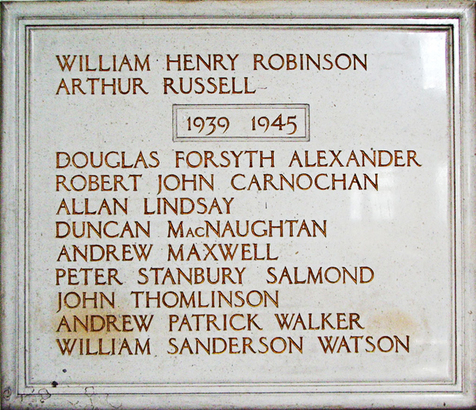 WILLIAM HENRY ROBINSON
ARTHUR RUSSELL
1939 1945
DOUGLAS FORSYTH ALEXANDER
ROBERT JOHN CARNOCHAN
ALLAN LINDSAY
DUNCAN MACNAUGHTAN
ANDREW MAXWELL
PETER STANBURY SALMOND
JOHN THOMLINSON
ANDREW PATRICK WALKER
WILLIAM SANDERSON WATSON